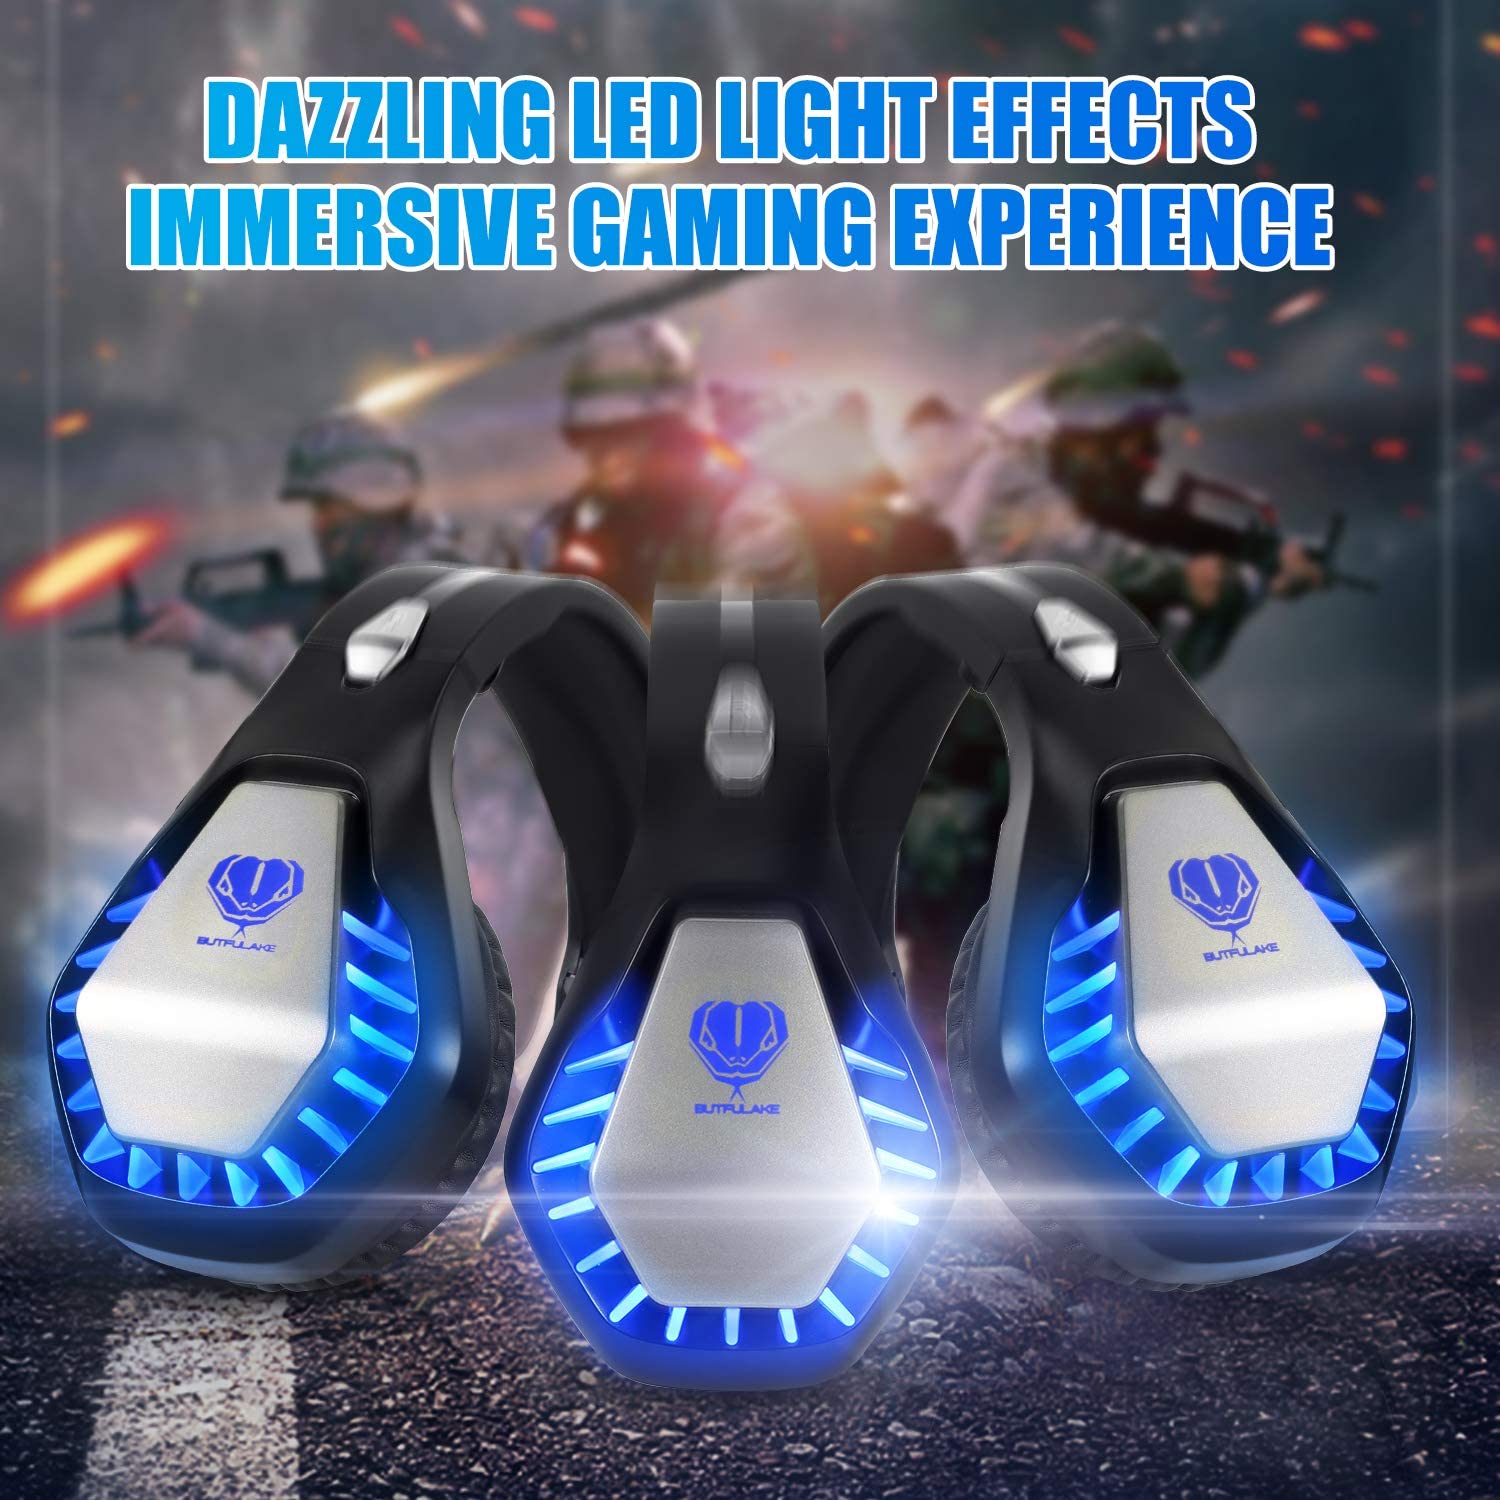 DAZZLING LED LIGHT EFFECTS
IMMERSIVE GAMING EXPERIENCE
BUTFULAKE
BUTFULAKE
BUTFULAKE